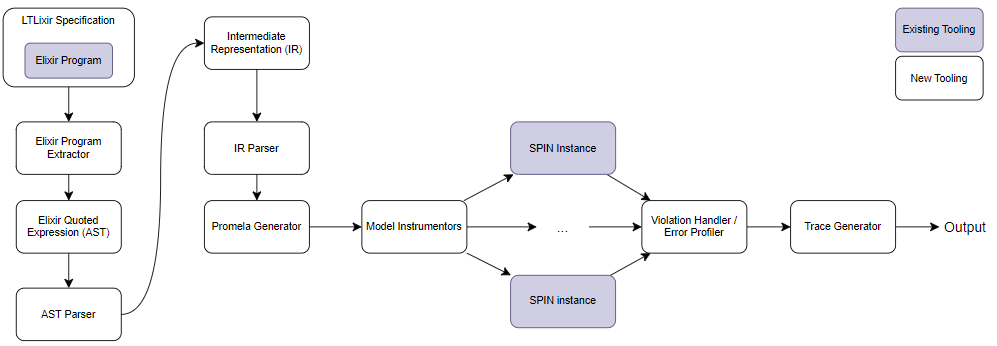 LTLixir Specification
Elixir Program
Elixir Program
Extractor
Elixir Quoted
Expression (AST)
AST Parser
Intermediate
Representation (IR)
IR Parser
Promela Generator
Model Instrumentors
SPIN Instance
...
SPIN instance
Violation Handler /
Error Profiler
Trace Generator
Output
Existing Tooling
New Tooling